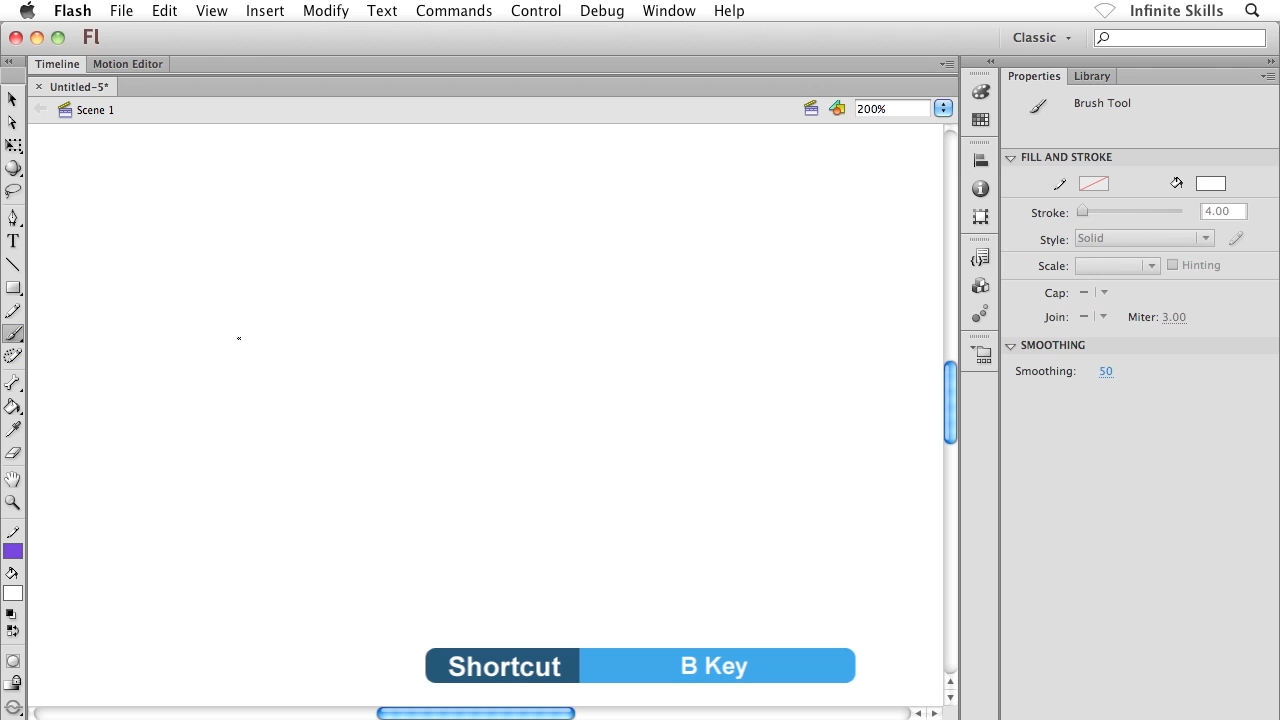 Flash File Edit View Insert Modify Text Commands Control Debug Window Help Infinite Skills
Fl Classic
Timeline Motion Editor
Untitled-5*
Scene 1 200%
Properties Library
Brush Tool
FILL AND STROKE
Stroke: 4.00
Style: Solid
Scale: Hinting
Cap:
Join: Miter: 3.00
SMOOTHING
Smoothing: 50
T
Shortcut B Key